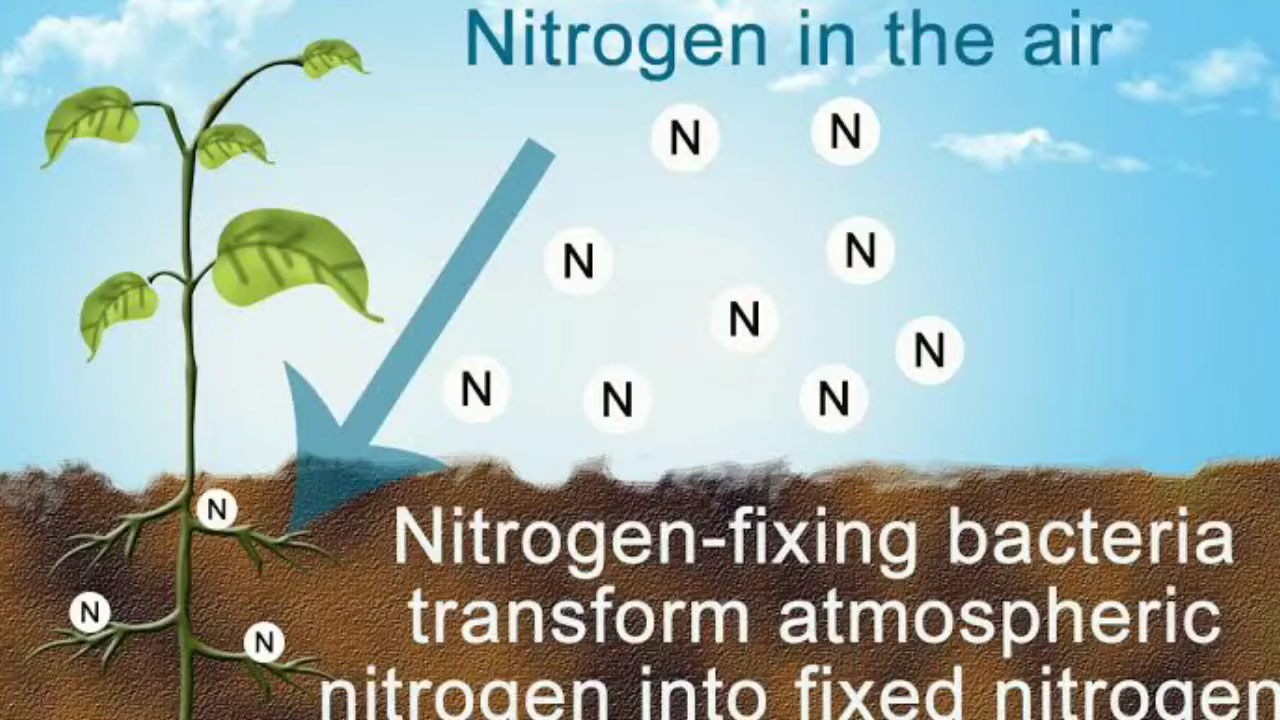 Nitrogen in the air
N N
N N
N
N
N N N
N
N
N
Nitrogen-fixing bacteria
transform atmospheric
nitrogen into fixed nitrogen